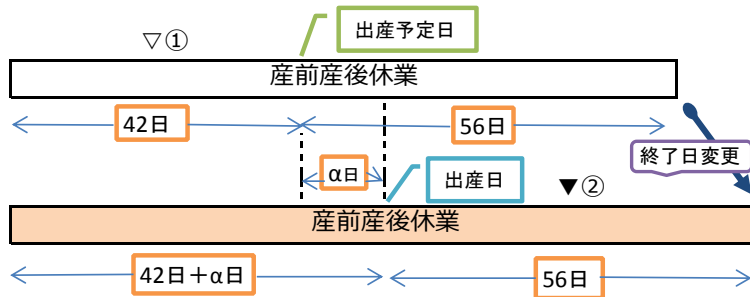 出産予定日
▽①
産前産後休業
42日
56日
終了日変更
α日
出産日
▼②
産前産後休業
42日＋α日
56日